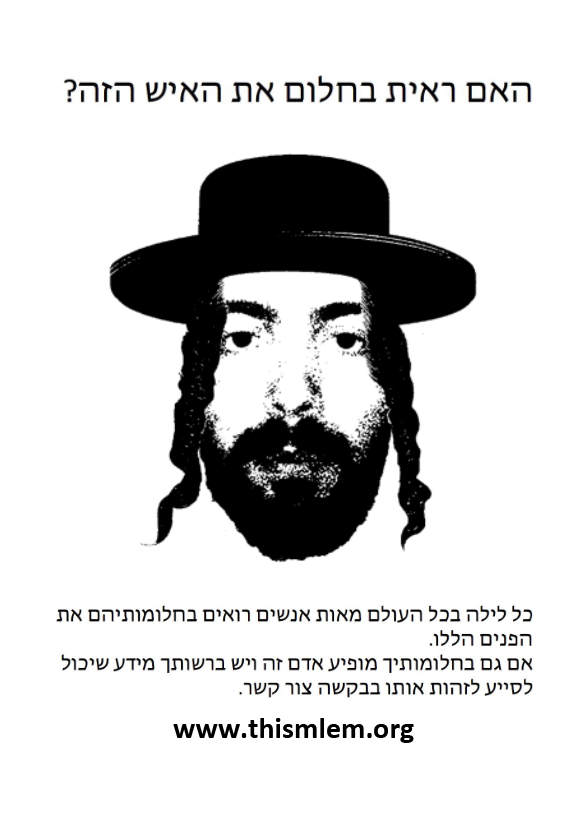 האם ראית בחלום את האיש הזה?
כל לילה בכל העולם מאות אנשים רואים בחלומותיהם את
הפנים הללו.
אם גם בחלומותיך מופיע אדם זה ויש ברשותך מידע שיכול
לסייע לזהות אותו בבקשה צור קשר.
www.thismlem.org